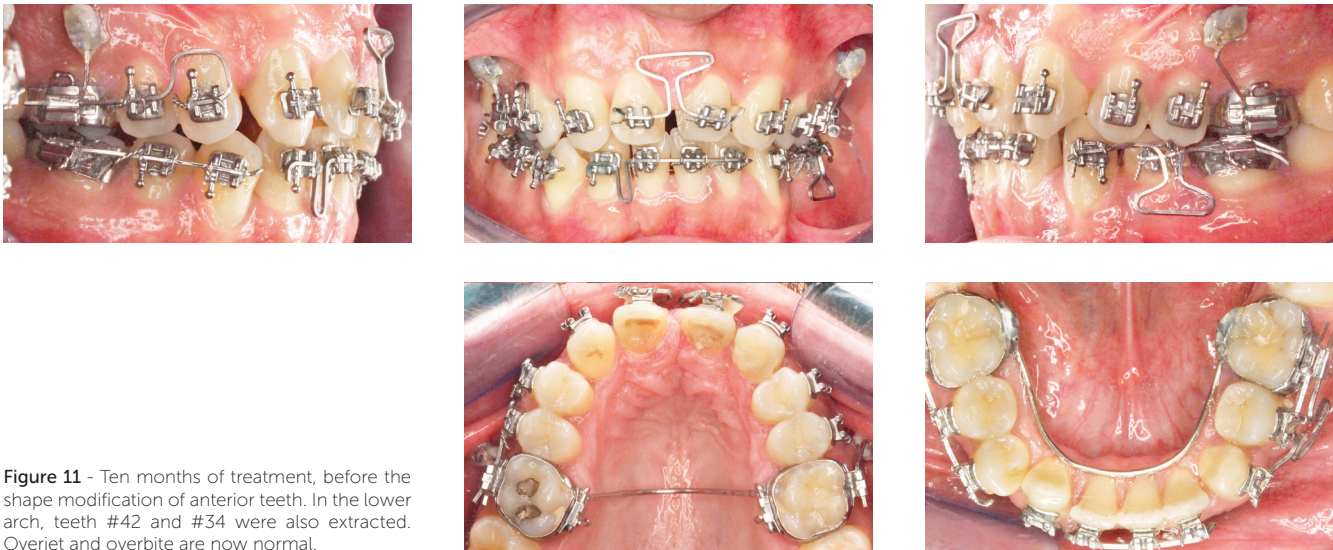 Figure 11 - Ten months of treatment, before the
shape modification of anterior teeth. In the lower
arch, teeth #42 and #34 were also extracted.
Overjet and overbite are now normal.